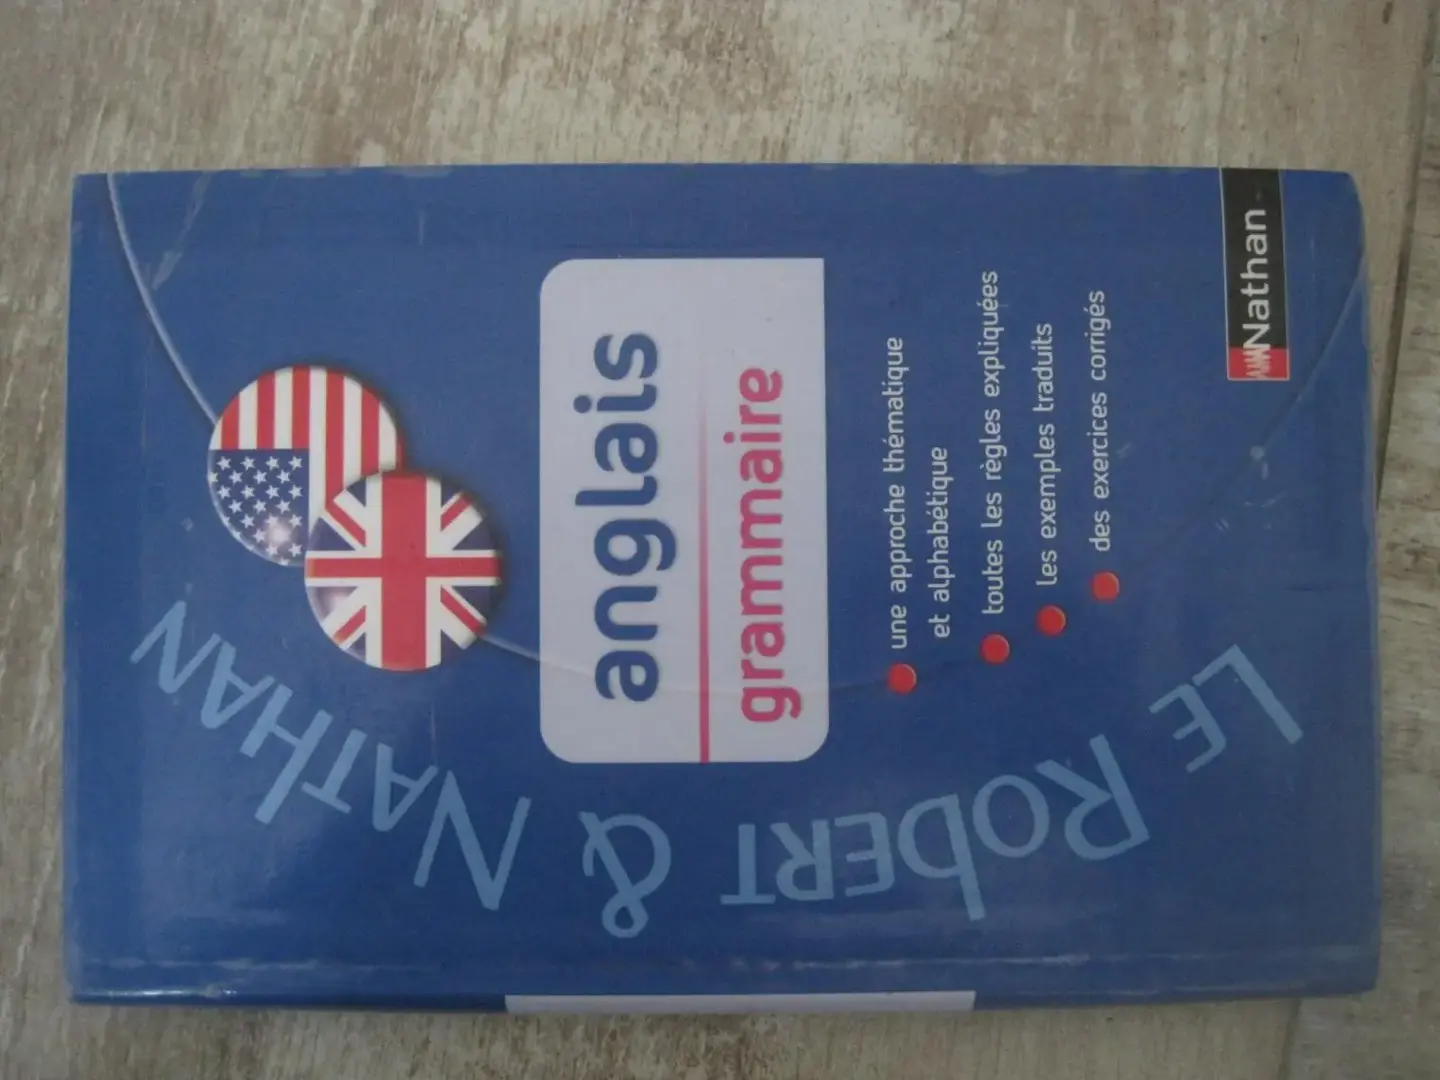 LE ROBERT & NATHAN
anglais
grammaire
une approche thématique
et alphabétique
toutes les règles expliquées
les exemples traduits
des exercices corrigés
Nathan